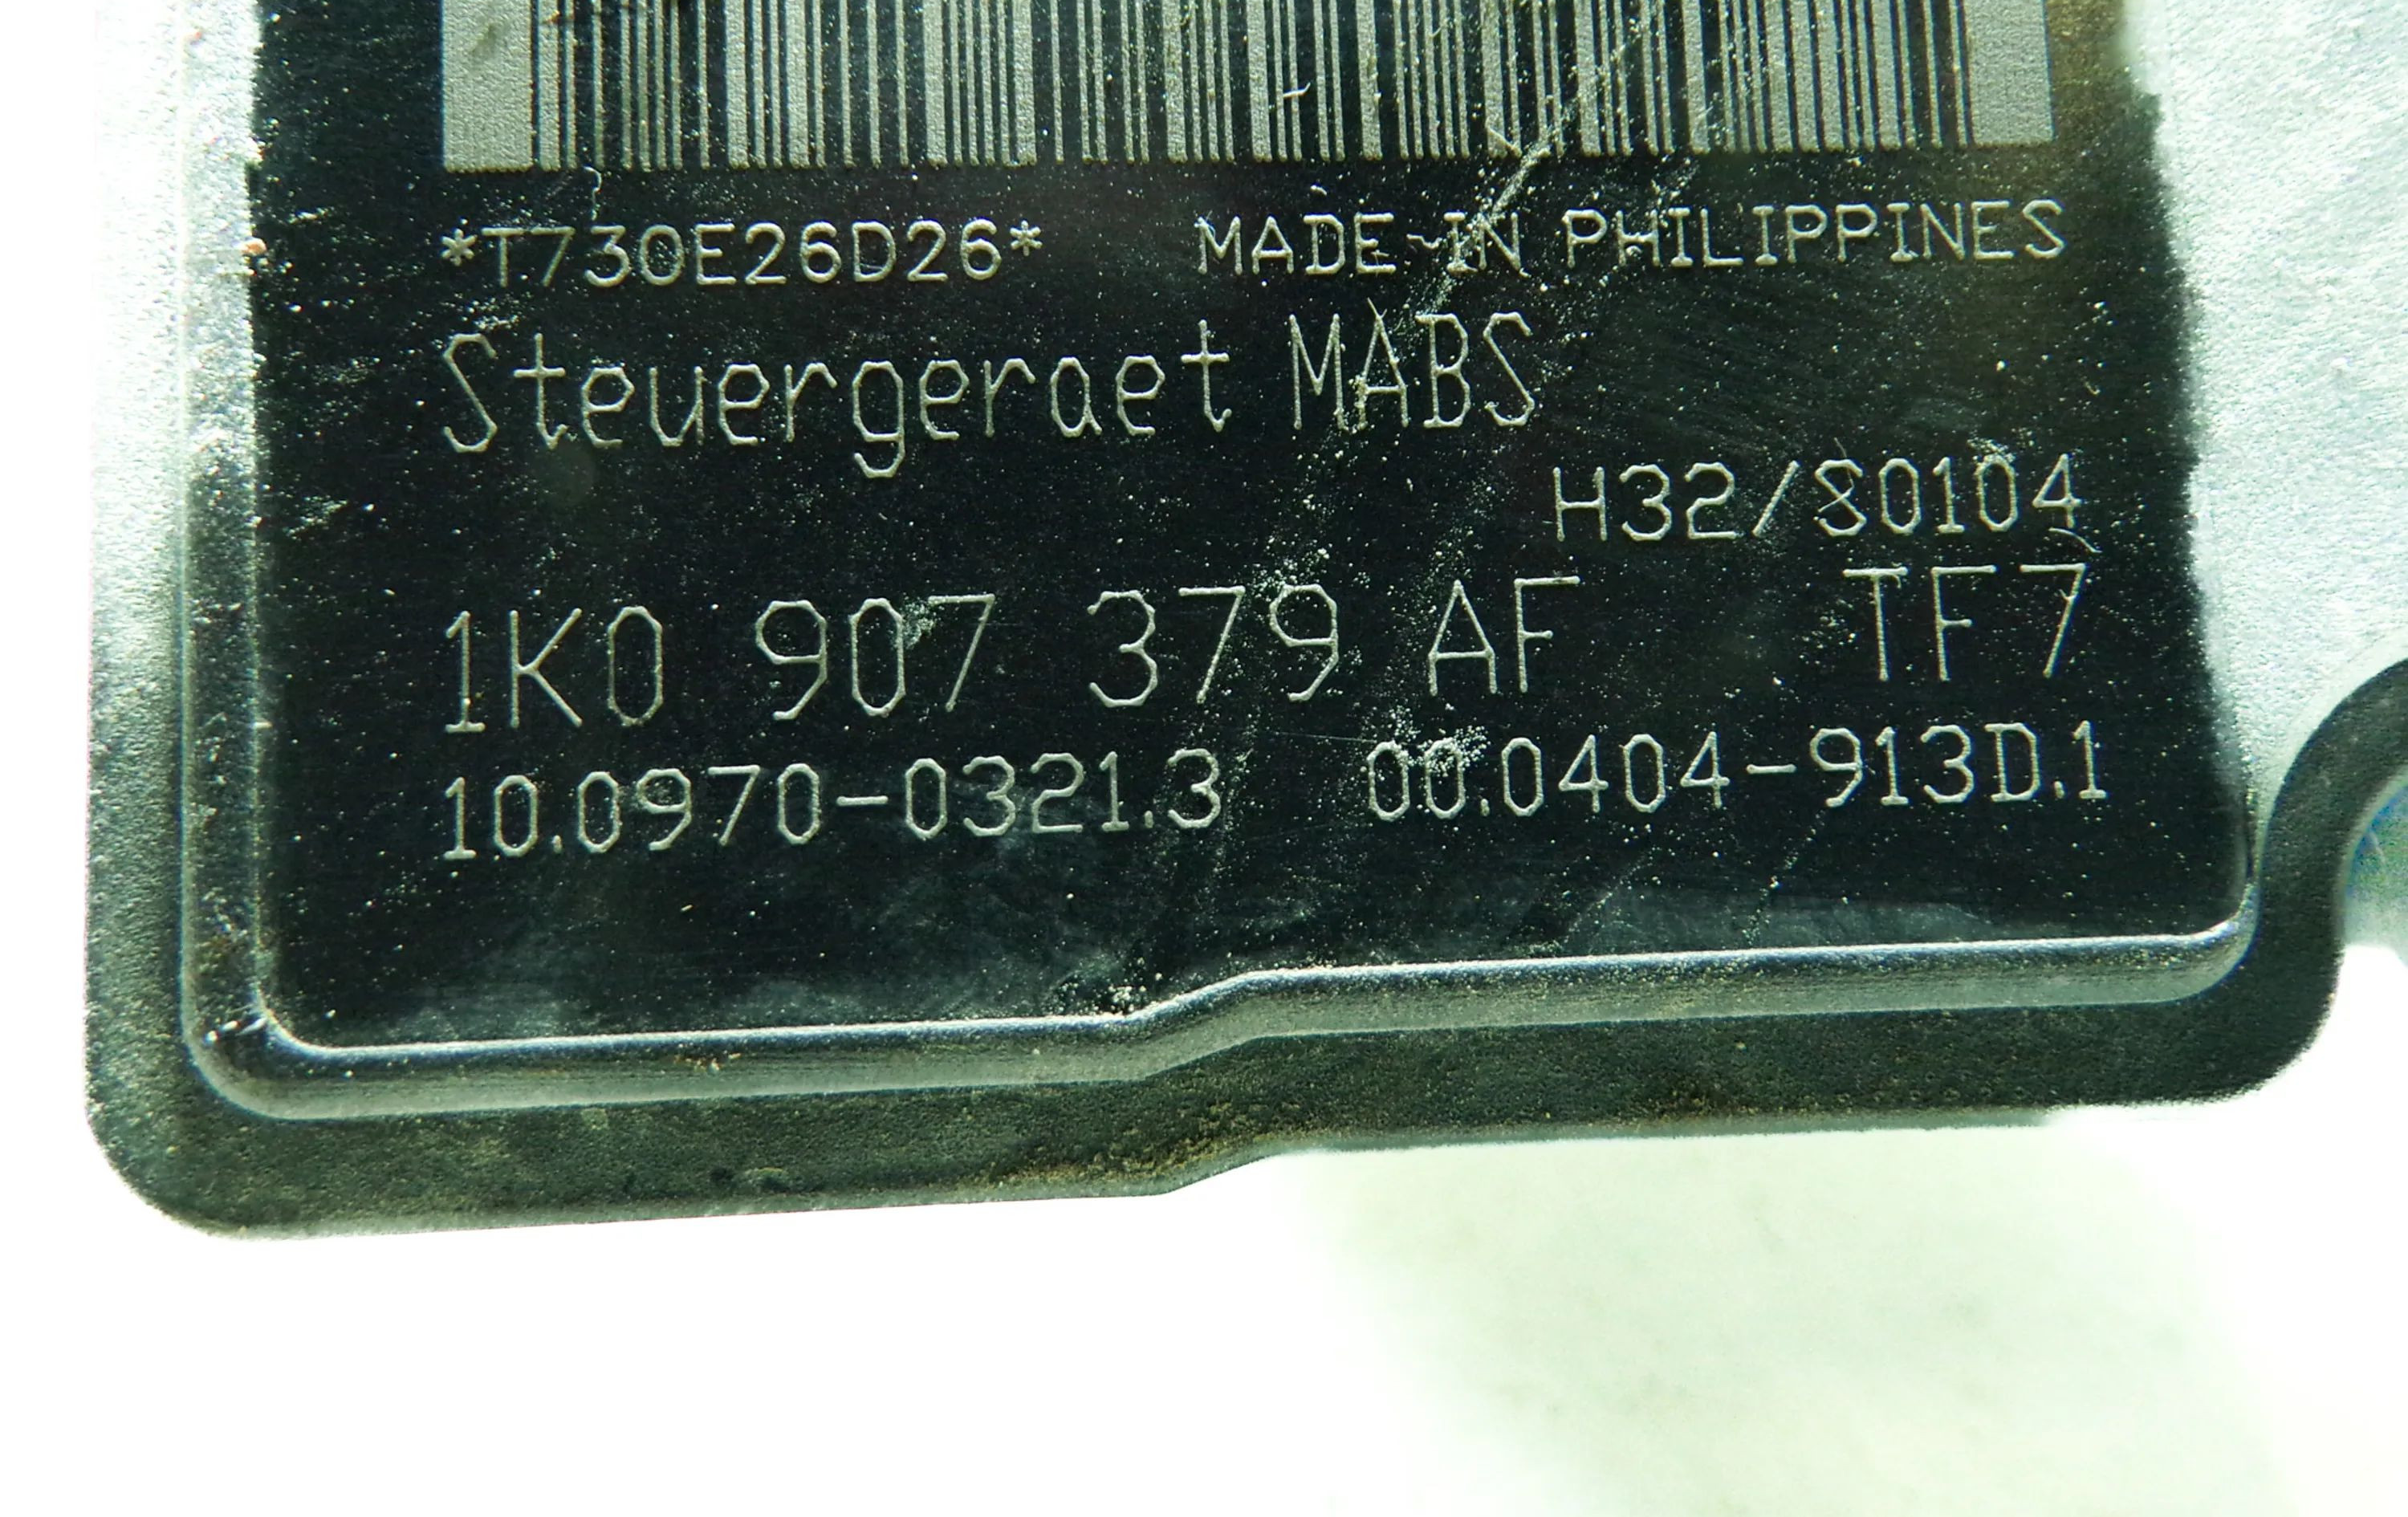 *T730E26D26* MADE IN PHILIPPINES
Steuergeraet MABS
H32/S0104
1K0 907 379 AF TF7
10.0970-0321.3 00.0404-913D.1